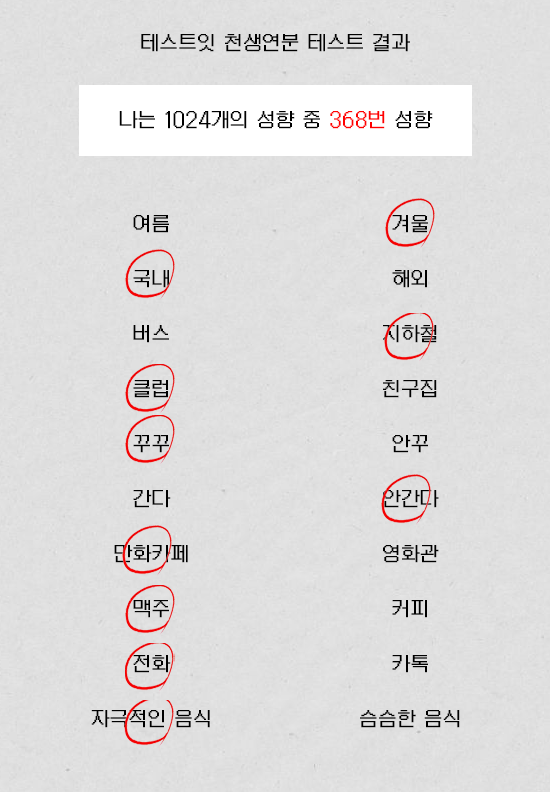 테스트잇 천생연분 테스트 결과
나는 1024개의 성향 중 368번 성향
여름 겨울
국내 해외
버스 지하철
클럽 친구집
꾸꾸 안꾸
간다 안간다
만화카페 영화관
맥주 커피
전화 카톡
자극적인 음식 슴슴한 음식